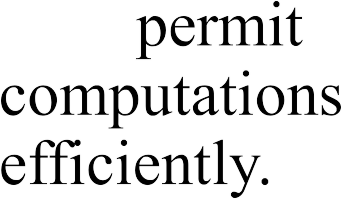 permit
computations
efficiently.